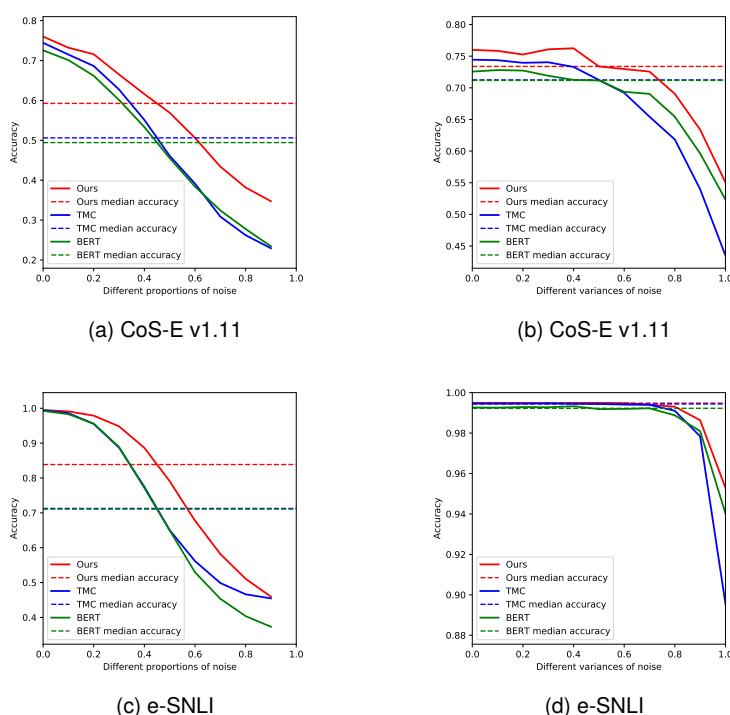 0.8
0.7
0.6
0.5
0.4
0.3
0.2
Accuracy
Ours
Ours median accuracy
TMC
TMC median accuracy
BERT
BERT median accuracy
0.0 0.2 0.4 0.6 0.8 1.0
Different proportions of noise
(a) CoS-E v1.11
0.80
0.75
0.70
0.65
0.60
0.55
0.50
0.45
Accuracy
Ours
Ours median accuracy
TMC
TMC median accuracy
BERT
BERT median accuracy
0.0 0.2 0.4 0.6 0.8 1.0
Different variances of noise
(b) CoS-E v1.11
1.0
0.9
0.8
0.7
0.6
0.5
0.4
Accuracy
Ours
Ours median accuracy
TMC
TMC median accuracy
BERT
BERT median accuracy
0.0 0.2 0.4 0.6 0.8 1.0
Different proportions of noise
(c) e-SNLI
1.00
0.98
0.96
0.94
0.92
0.90
0.88
Accuracy
Ours
Ours median accuracy
TMC
TMC median accuracy
BERT
BERT median accuracy
0.0 0.2 0.4 0.6 0.8 1.0
Different variances of noise
(d) e-SNLI